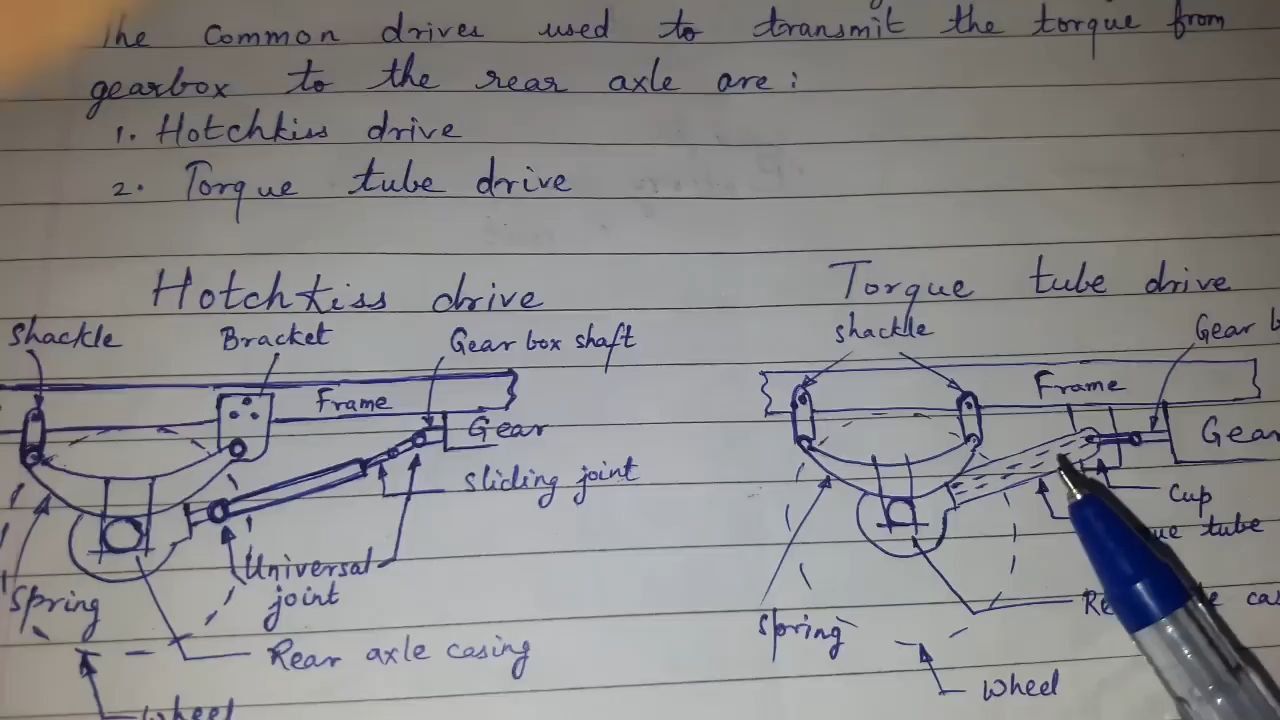 The common drives used to transmit the torque from
gearbox to the rear axle are:
1. Hotchkiss drive
2. Torque tube drive
Hotchkiss drive
Shackle
Bracket
Gear box shaft
Frame
Gear
Sliding joint
Universal
joint
Spring
Rear axle casing
Wheel
Torque tube drive
shackle
Gear
Frame
Gear
Cup
tube
Spring
Wheel